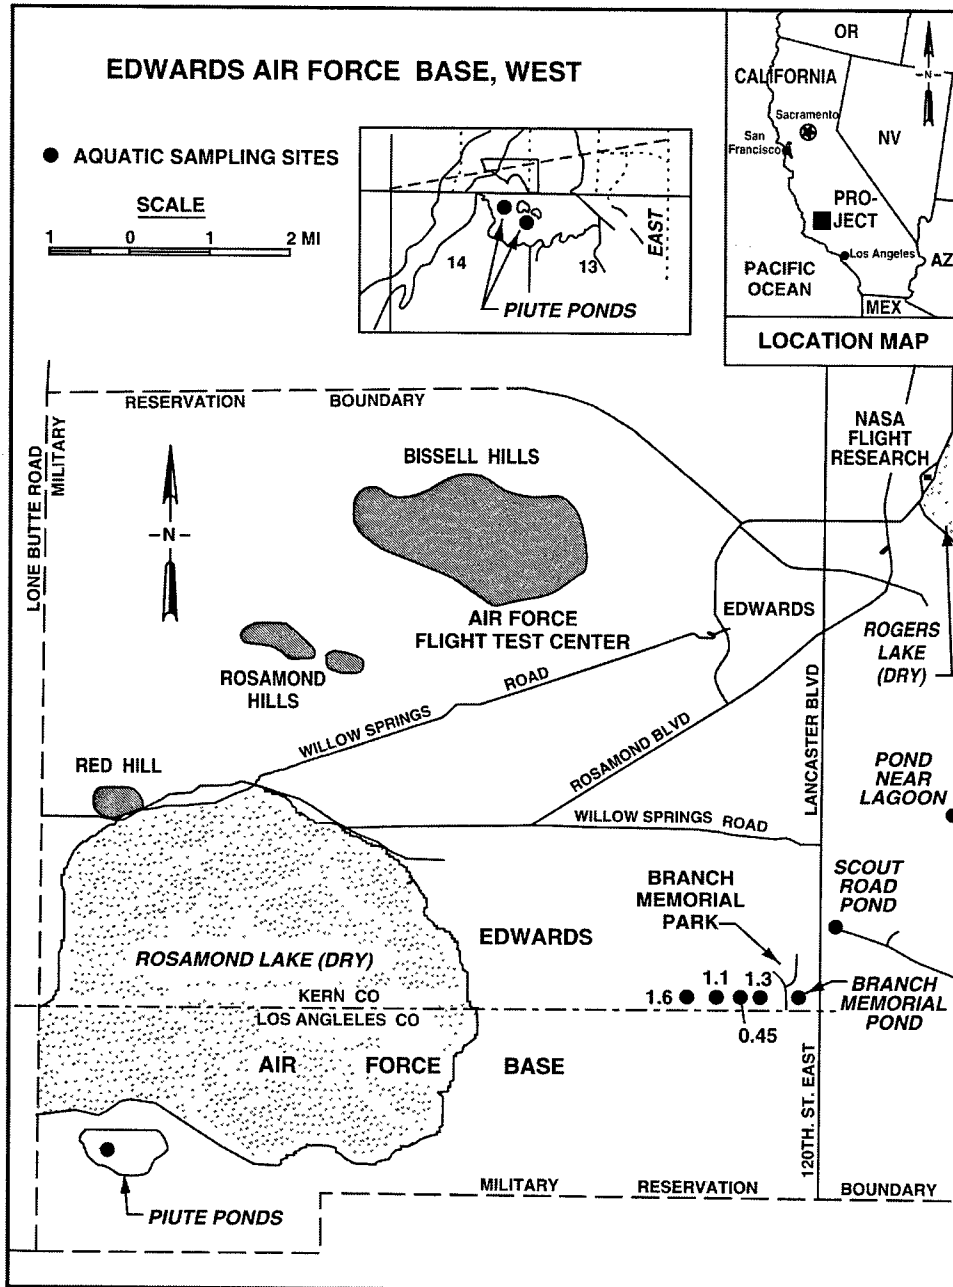 EDWARDS AIR FORCE BASE, WEST
AQUATIC SAMPLING SITES
SCALE
1 0 1 2 MI
14
13
EAST
PIUTE PONDS
OR
N
CALIFORNIA
Sacramento
San
Francisco
NV
PRO-
JECT
Los Angeles
AZ
PACIFIC
OCEAN
MEX
LOCATION MAP
RESERVATION BOUNDARY
LONE BUTTE ROAD
MILITARY
N
BISSELL HILLS
NASA
FLIGHT
RESEARCH
AIR FORCE
FLIGHT TEST CENTER
EDWARDS
ROSAMOND
HILLS
ROGERS
LAKE
(DRY)
WILLOW SPRINGS ROAD
ROSAMOND BLVD
LANCASTER BLVD
RED HILL
POND
NEAR
LAGOON
WILLOW SPRINGS ROAD
BRANCH
MEMORIAL
PARK
SCOUT
ROAD
POND
EDWARDS
ROSAMOND LAKE (DRY)
1.6 1.1 1.3
0.45
BRANCH
MEMORIAL
POND
KERN CO
LOS ANGLELES CO
AIR FORCE BASE
120TH. ST. EAST
MILITARY RESERVATION BOUNDARY
PIUTE PONDS